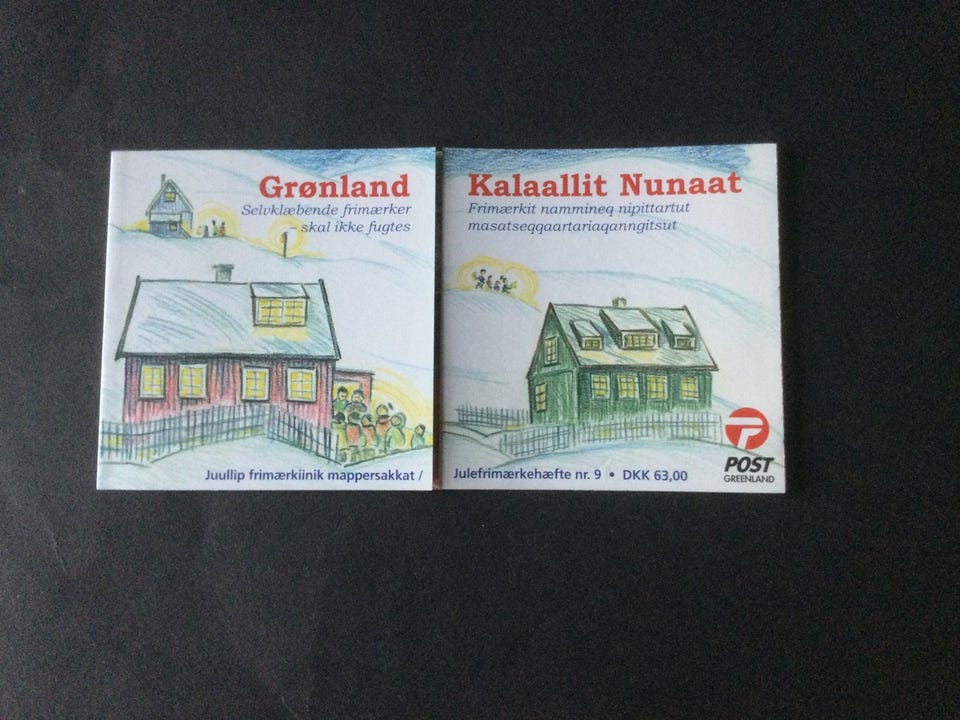 Grønland
Selvklæbende frimærker
skal ikke fugtes
Juullip frimærkiinik mappersakkat /
Kalaallit Nunaat
Frimærkit nammineq nipittartut
masatseqqaartariaqanngitsut
Julefrimærkehæfte nr. 9 • DKK 63,00
POST
GREENLAND